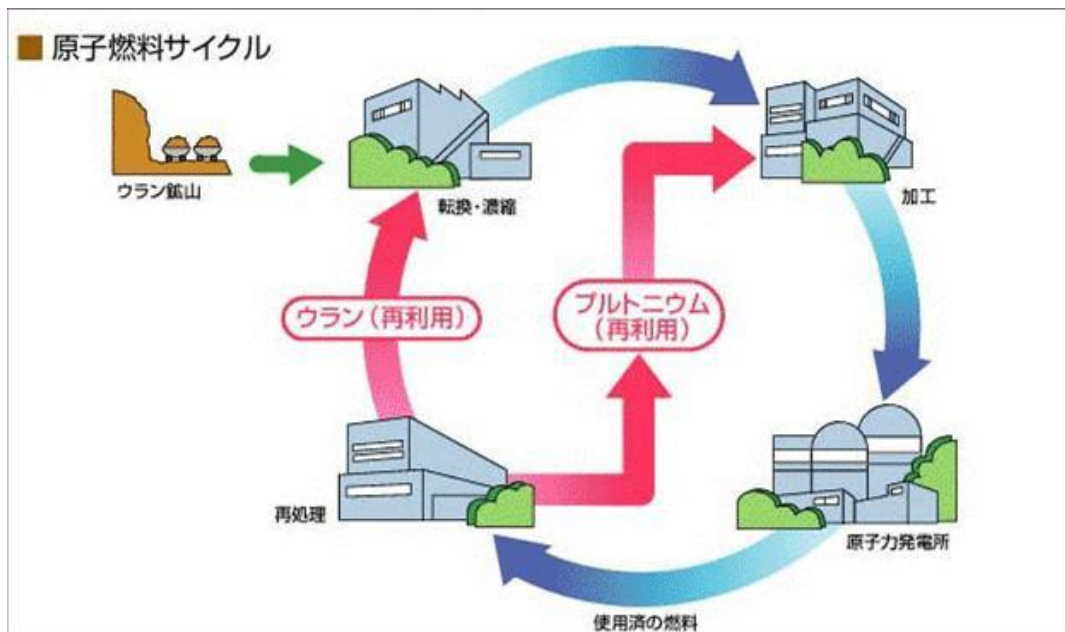 原子燃料サイクル
ウラン鉱山
転換・濃縮
加工
ウラン(再利用)
プルトニウム
(再利用)
再処理
原子力発電所
使用済の燃料